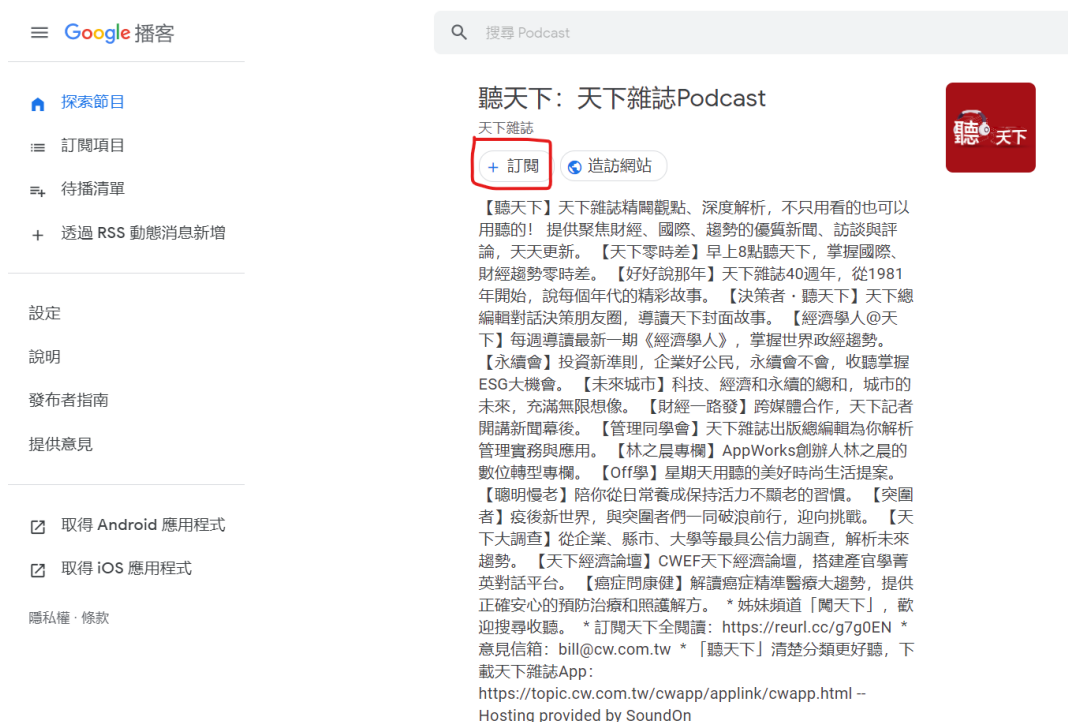 Google 播客
搜尋 Podcast
探索節目
訂閱項目
待播清單
透過 RSS 動態消息新增
設定
說明
發布者指南
提供意見
取得 Android 應用程式
取得 iOS 應用程式
隱私權 · 條款
聽天下：天下雜誌Podcast
天下雜誌
+ 訂閱
造訪網站
聽天下
【聽天下】天下雜誌精闢觀點、深度解析，不只用看的也可以
用聽的！ 提供聚焦財經、國際、趨勢的優質新聞、訪談與評
論，天天更新。 【天下零時差】早上8點聽天下，掌握國際、
財經趨勢零時差。 【好好說那年】天下雜誌40週年，從1981
年開始，說每個年代的精彩故事。 【決策者・聽天下】天下總
編輯對話決策朋友圈，導讀天下封面故事。 【經濟學人@天
下】每週導讀最新一期《經濟學人》，掌握世界政經趨勢。
【永續會】投資新準則，企業好公民，永續會不會，收聽掌握
ESG大機會。 【未來城市】科技、經濟和永續的總和，城市的
未來，充滿無限想像。 【財經一路發】跨媒體合作，天下記者
開講新聞幕後。 【管理同學會】天下雜誌出版總編輯為你解析
管理實務與應用。 【林之晨專欄】AppWorks創辦人林之晨的
數位轉型專欄。 【Off學】星期天用聽的美好時尚生活提案。
【聰明慢老】陪你從日常養成保持活力不顯老的習慣。 【突圍
者】疫後新世界，與突圍者們一同破浪前行，迎向挑戰。 【天
下大調查】從企業、縣市、大學等最具公信力調查，解析未來
趨勢。 【天下經濟論壇】CWEF天下經濟論壇，搭建產官學菁
英對話平台。 【癌症問康健】解讀癌症精準醫療大趨勢，提供
正確安心的預防治療和照護解方。 * 姊妹頻道「闖天下」，歡
迎搜尋收聽。 * 訂閱天下全閱讀：https://reurl.cc/g7g0EN *
意見信箱：bill@cw.com.tw * 「聽天下」清楚分類更好聽，下
載天下雜誌App：
https://topic.cw.com.tw/cwapp/applink/cwapp.html --
Hosting provided by SoundOn